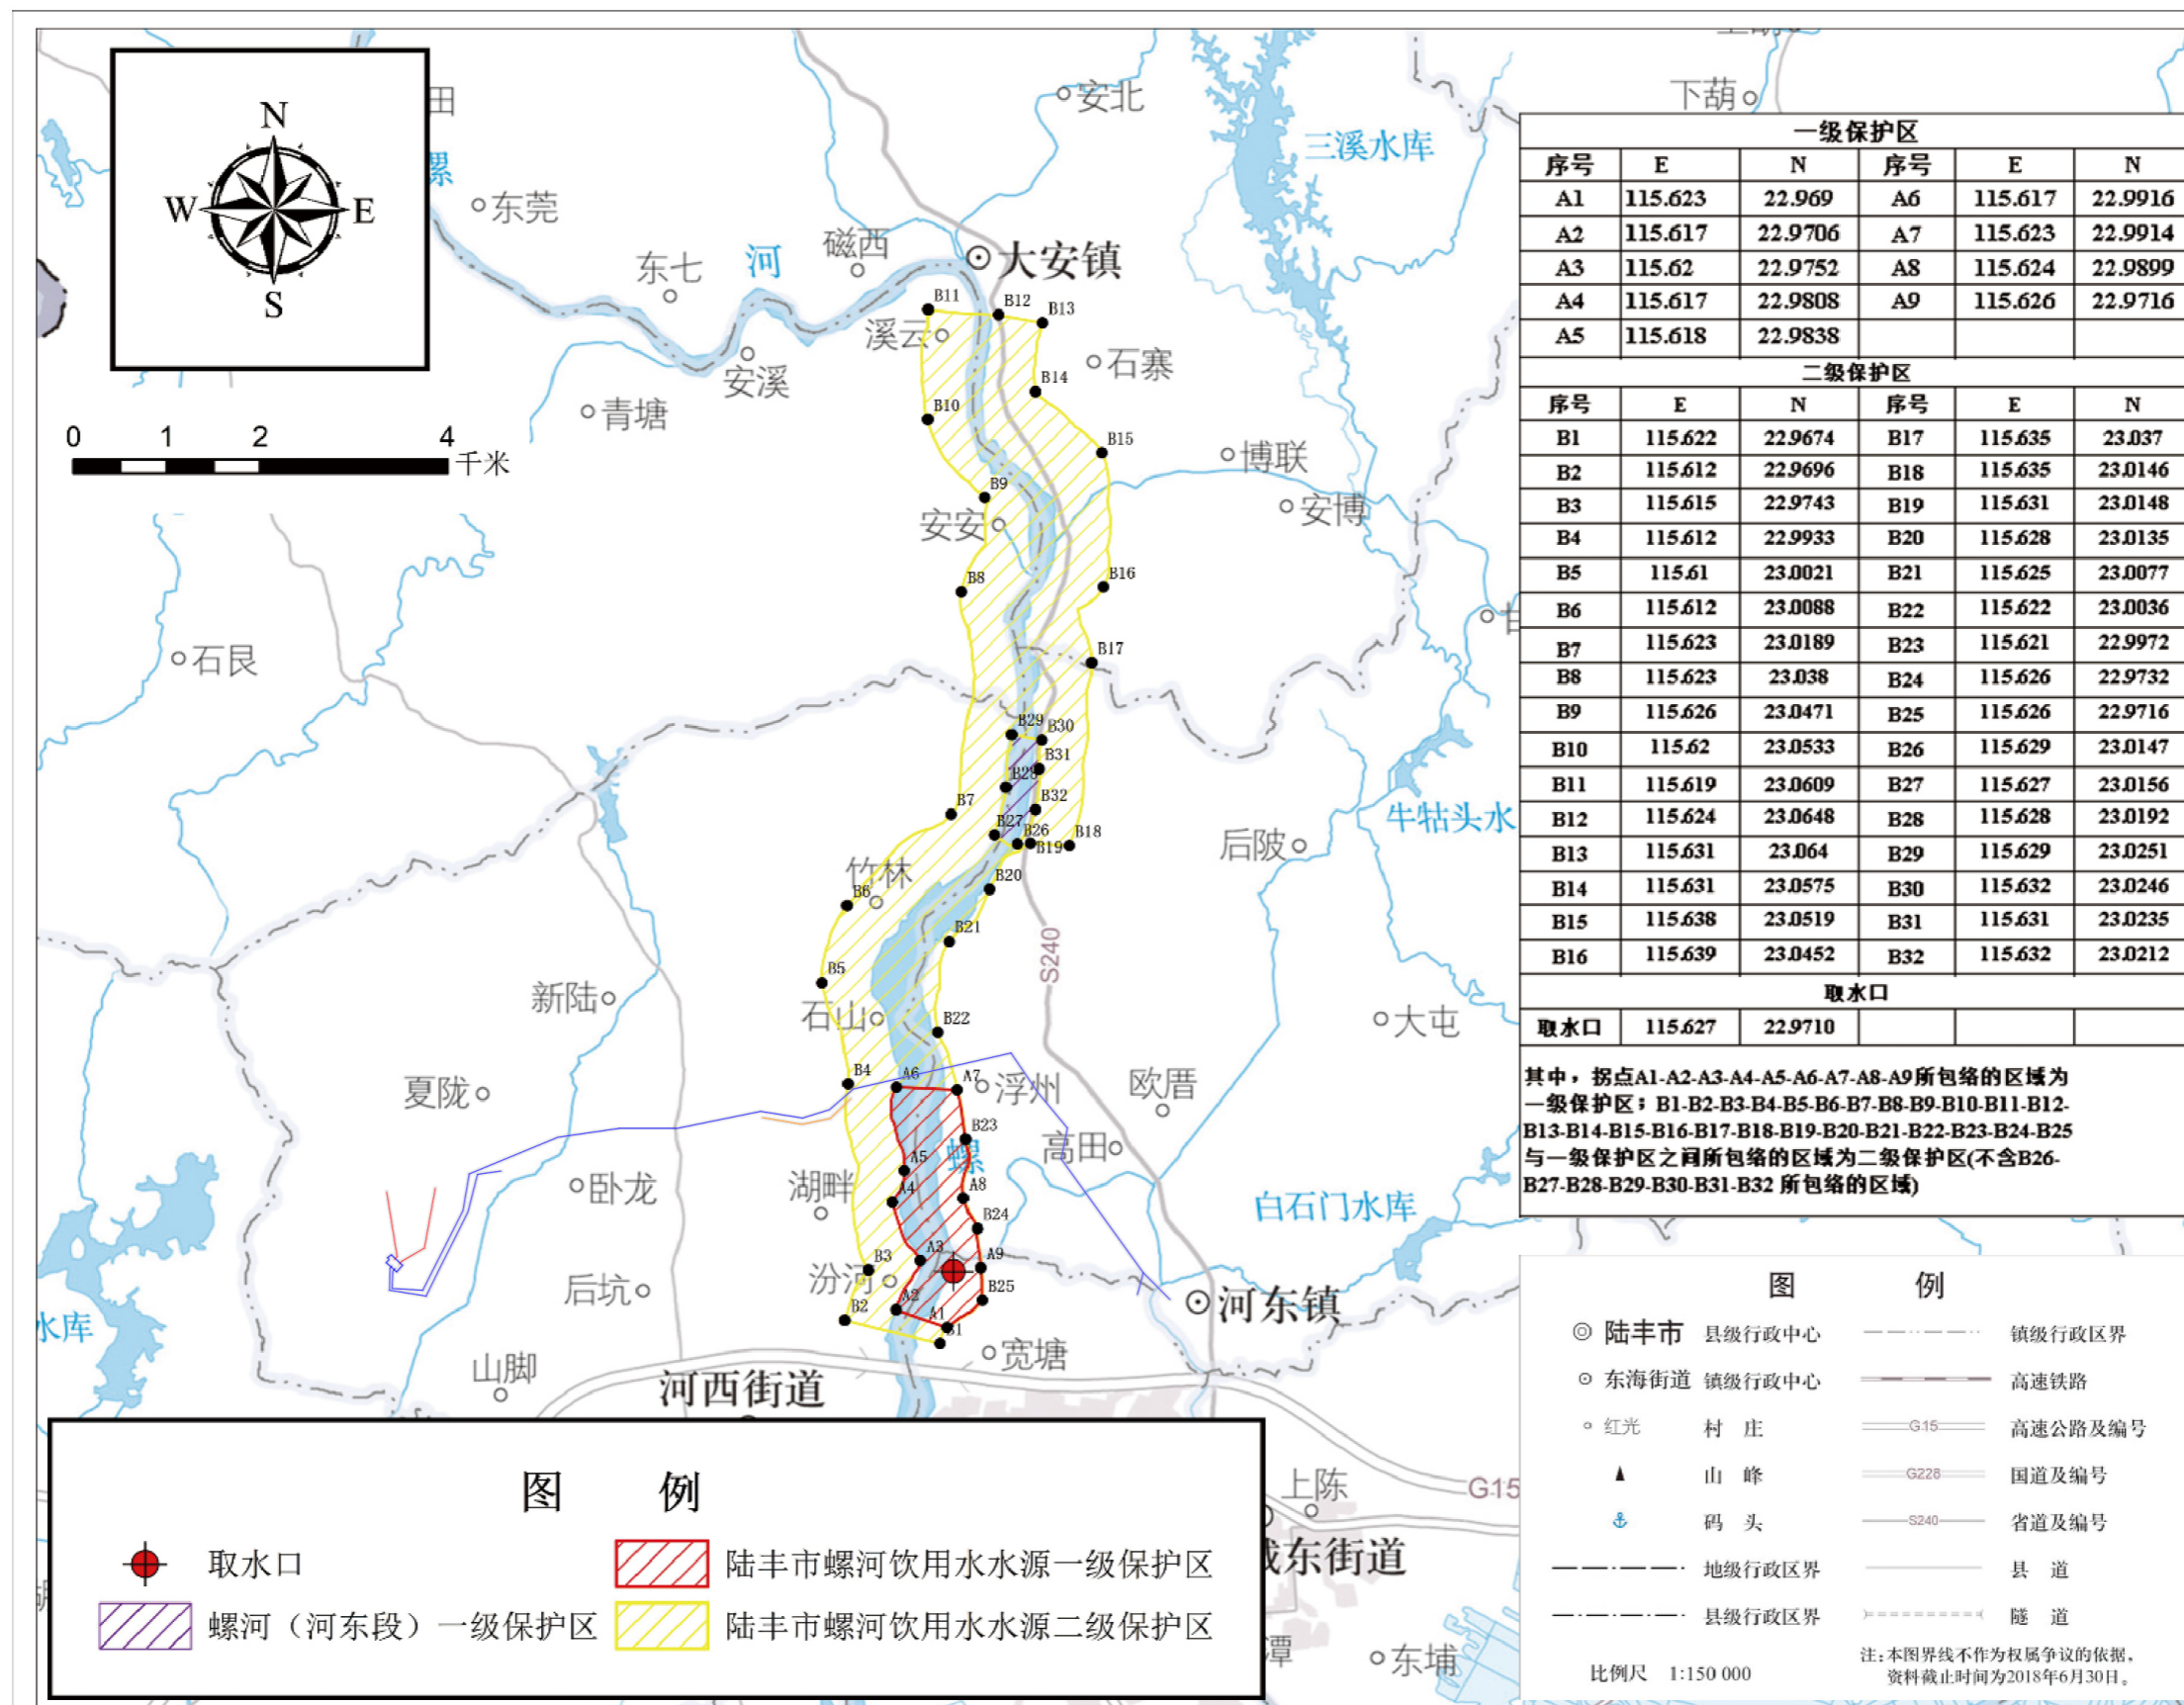 N
W
E
S
0 1 2 4
千米
田
螺
东莞
东七
河
磁西
大安镇
安北
三溪水库
下葫
B11
B12
B13
溪云
安溪
石寨
B14
青塘
B10
B15
博联
B9
安安
安博
B8
B16
石艮
B17
B29
B30
B31
B28
B7
B32
牛牯头水
B27
B26
B18
B19
后陂
竹林
B6
B20
B21
S240
B5
新陆
石山
B22
大屯
夏陇
B4
A6
A7
浮州
欧厝
B23
高田
螺
A5
卧龙
湖畔
A4
A8
白石门水库
B24
A3
A9
B3
汾河
后坑
B25
河东镇
A2
A1
B2
B1
水库
宽塘
山脚
河西街道
上陈
G15
城东街道
潭
东埔
图 例
取水口
陆丰市螺河饮用水水源一级保护区
螺河（河东段）一级保护区
陆丰市螺河饮用水水源二级保护区
一级保护区
序号 E N 序号 E N
A1 115.623 22.969 A6 115.617 22.9916
A2 115.617 22.9706 A7 115.623 22.9914
A3 115.62 22.9752 A8 115.624 22.9899
A4 115.617 22.9808 A9 115.626 22.9716
A5 115.618 22.9838
二级保护区
序号 E N 序号 E N
B1 115.622 22.9674 B17 115.635 23.037
B2 115.612 22.9696 B18 115.635 23.0146
B3 115.615 22.9743 B19 115.631 23.0148
B4 115.612 22.9933 B20 115.628 23.0135
B5 115.61 23.0021 B21 115.625 23.0077
B6 115.612 23.0088 B22 115.622 23.0036
B7 115.623 23.0189 B23 115.621 22.9972
B8 115.623 23.038 B24 115.626 22.9732
B9 115.626 23.0471 B25 115.626 22.9716
B10 115.62 23.0533 B26 115.629 23.0147
B11 115.619 23.0609 B27 115.627 23.0156
B12 115.624 23.0648 B28 115.628 23.0192
B13 115.631 23.064 B29 115.629 23.0251
B14 115.631 23.0575 B30 115.632 23.0246
B15 115.638 23.0519 B31 115.631 23.0235
B16 115.639 23.0452 B32 115.632 23.0212
取水口
取水口 115.627 22.9710
其中，拐点A1-A2-A3-A4-A5-A6-A7-A8-A9所包络的区域为
一级保护区；B1-B2-B3-B4-B5-B6-B7-B8-B9-B10-B11-B12-
B13-B14-B15-B16-B17-B18-B19-B20-B21-B22-B23-B24-B25
与一级保护区之间所包络的区域为二级保护区(不含B26-
B27-B28-B29-B30-B31-B32 所包络的区域)
图 例
陆丰市 县级行政中心 镇级行政区界
东海街道 镇级行政中心 高速铁路
红光 村 庄 G15 高速公路及编号
山 峰 G228 国道及编号
码 头 S240 省道及编号
地级行政区界 县 道
县级行政区界 隧 道
比例尺 1:150 000
注：本图界线不作为权属争议的依据，
资料截止时间为2018年6月30日。